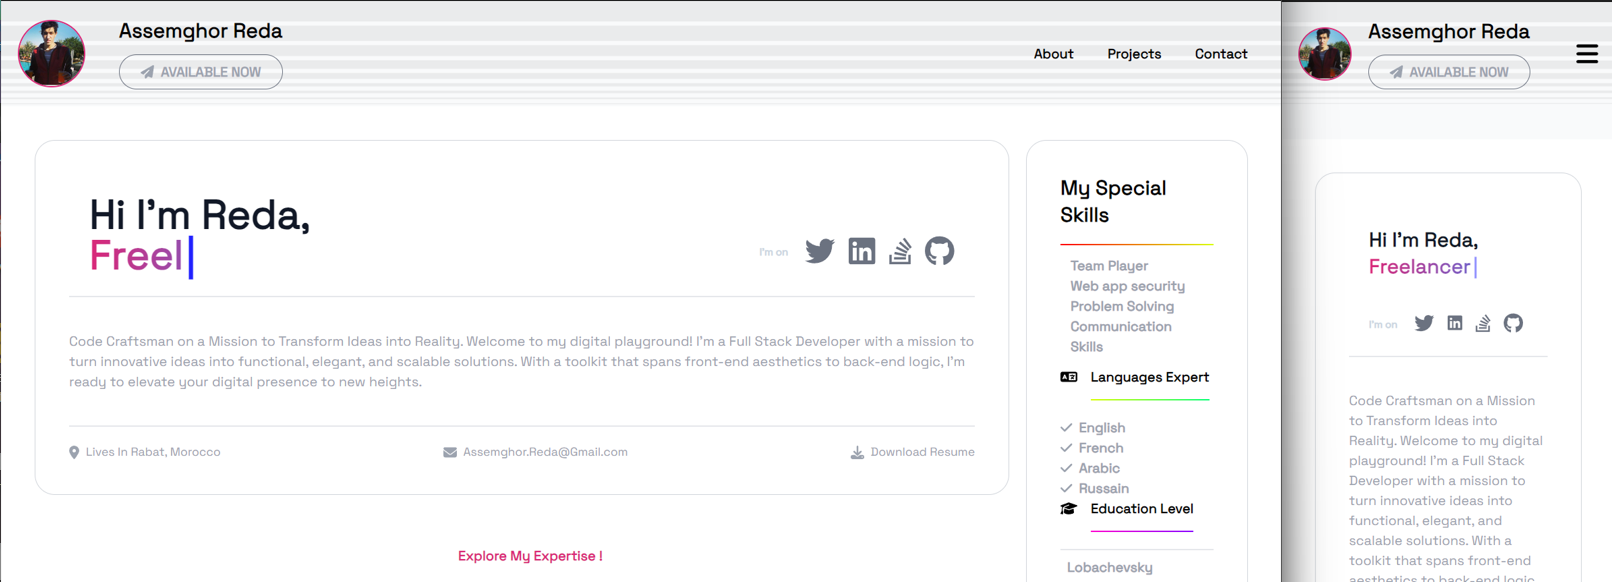 Assemghor Reda
AVAILABLE NOW
About
Projects
Contact
Hi I'm Reda,
Freel
I'm on
Code Craftsman on a Mission to Transform Ideas into Reality. Welcome to my digital playground! I'm a Full Stack Developer with a mission to
turn innovative ideas into functional, elegant, and scalable solutions. With a toolkit that spans front-end aesthetics to back-end logic, I'm
ready to elevate your digital presence to new heights.
Lives In Rabat, Morocco
Assemghor.Reda@Gmail.com
Download Resume
Explore My Expertise !
My Special
Skills
Team Player
Web app security
Problem Solving
Communication
Skills
Languages Expert
English
French
Arabic
Russain
Education Level
Lobachevsky
Assemghor Reda
AVAILABLE NOW
Hi I'm Reda,
Freelancer
I'm on
Code Craftsman on a Mission
to Transform Ideas into
Reality. Welcome to my digital
playground! I'm a Full Stack
Developer with a mission to
turn innovative ideas into
functional, elegant, and
scalable solutions. With a
toolkit that spans front-end
aesthetics to back-end logic,